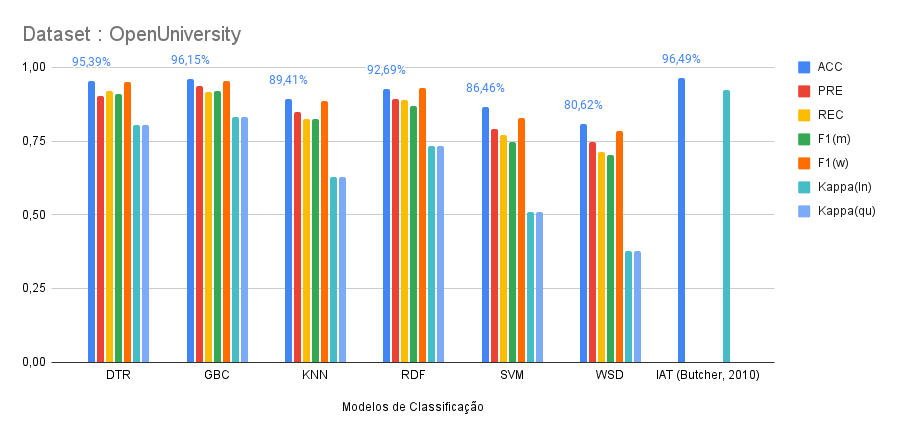 Dataset : OpenUniversity
95,39%
96,15%
89,41%
92,69%
86,46%
80,62%
96,49%
1,00
0,75
0,50
0,25
0,00
DTR
GBC
KNN
RDF
SVM
WSD
IAT (Butcher, 2010)
Modelos de Classificação
ACC
PRE
REC
F1(m)
F1(w)
Kappa(ln)
Kappa(qu)